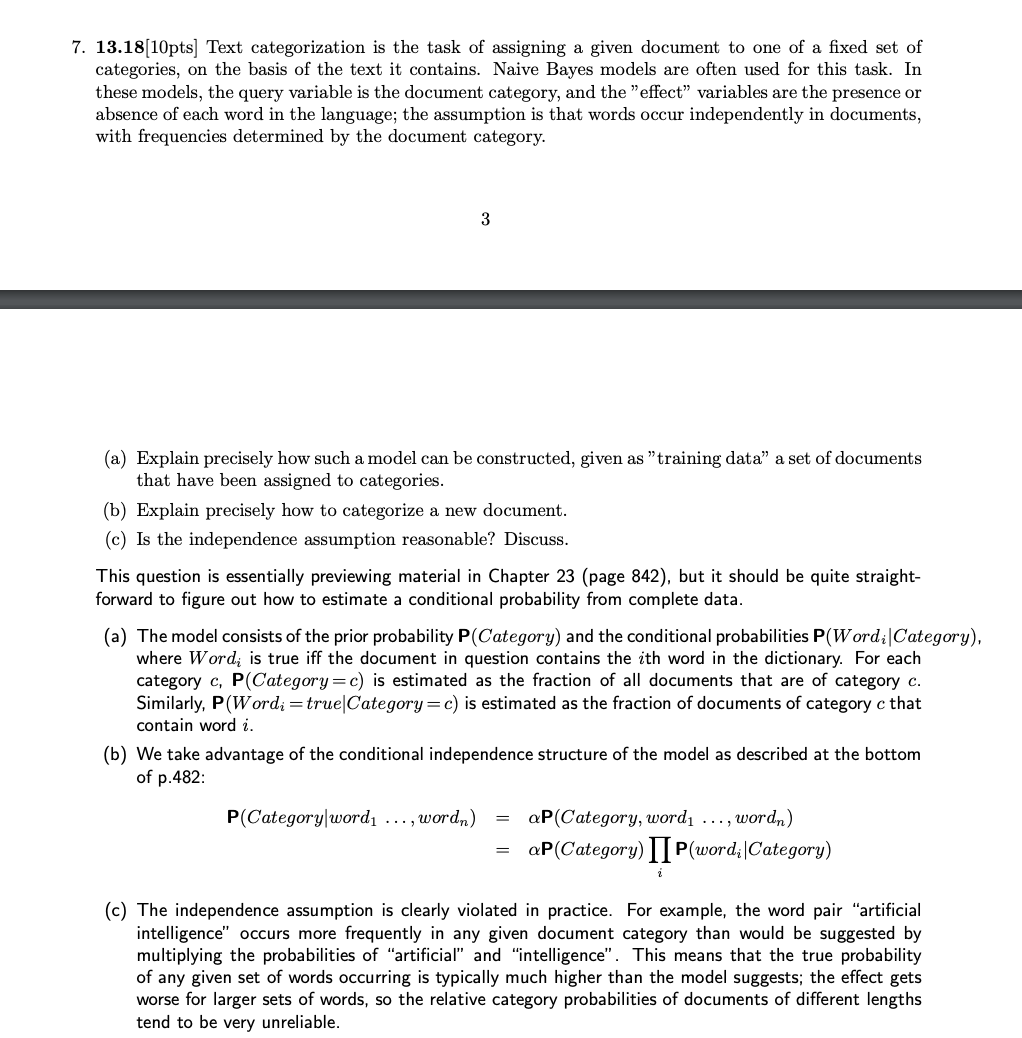 7. 13.18[10pts] Text categorization is the task of assigning a given document to one of a fixed set of
categories, on the basis of the text it contains. Naive Bayes models are often used for this task. In
these models, the query variable is the document category, and the ”effect” variables are the presence or
absence of each word in the language; the assumption is that words occur independently in documents,
with frequencies determined by the document category.
3
(a) Explain precisely how such a model can be constructed, given as ”training data” a set of documents
that have been assigned to categories.
(b) Explain precisely how to categorize a new document.
(c) Is the independence assumption reasonable? Discuss.
This question is essentially previewing material in Chapter 23 (page 842), but it should be quite straight-
forward to figure out how to estimate a conditional probability from complete data.
(a) The model consists of the prior probability P(Category) and the conditional probabilities P(Word_i|Category),
where Word_i is true iff the document in question contains the ith word in the dictionary. For each
category c, P(Category = c) is estimated as the fraction of all documents that are of category c.
Similarly, P(Word_i = true|Category = c) is estimated as the fraction of documents of category c that
contain word i.
(b) We take advantage of the conditional independence structure of the model as described at the bottom
of p.482:
P(Category|word_1 ..., word_n) = αP(Category, word_1 ..., word_n)
= αP(Category) ∏_i P(word_i|Category)
(c) The independence assumption is clearly violated in practice. For example, the word pair “artificial
intelligence” occurs more frequently in any given document category than would be suggested by
multiplying the probabilities of “artificial” and “intelligence”. This means that the true probability
of any given set of words occurring is typically much higher than the model suggests; the effect gets
worse for larger sets of words, so the relative category probabilities of documents of different lengths
tend to be very unreliable.